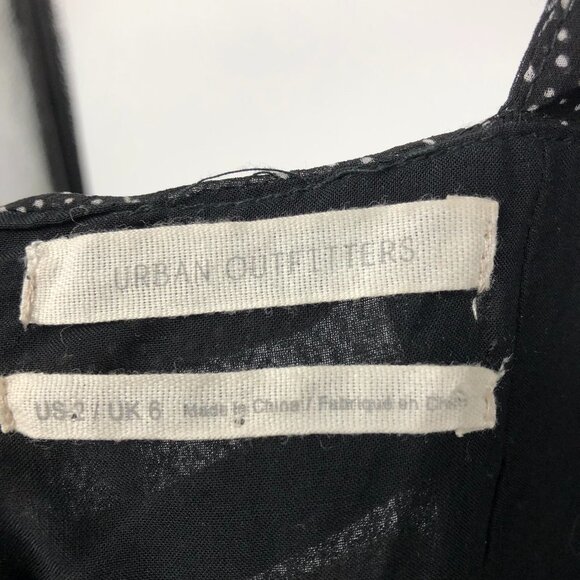 URBAN OUTFITTERS
US 2 / UK 6 Made in China / Fabriqué en Chine